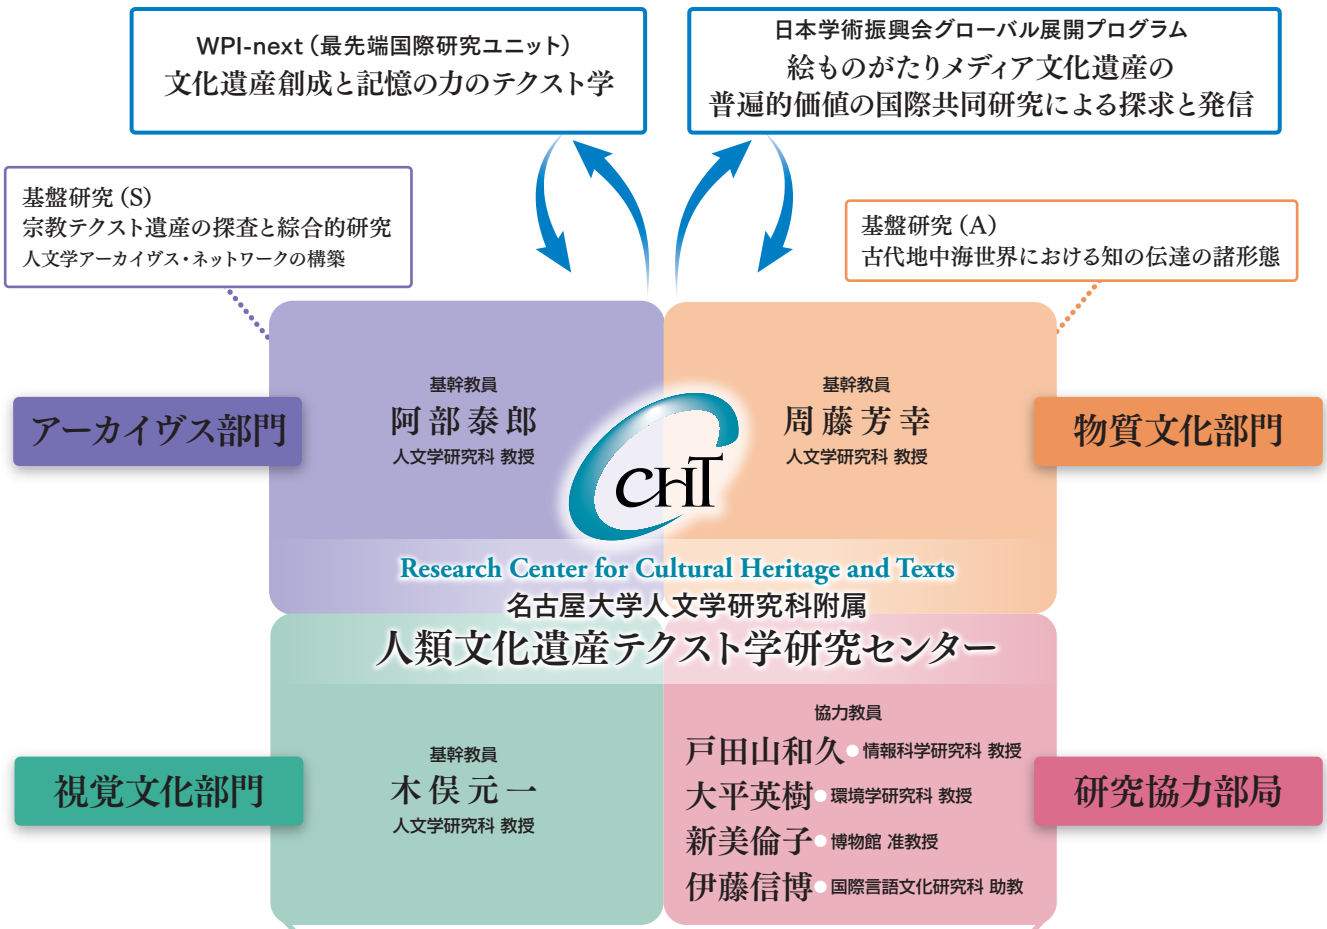 WPI-next（最先端国際研究ユニット）
文化遺産創成と記憶の力のテクスト学
日本学術振興会グローバル展開プログラム
絵ものがたりメディア文化遺産の
普遍的価値の国際共同研究による探求と発信
基盤研究（S）
宗教テクスト遺産の探査と綜合的研究
人文学アーカイヴス・ネットワークの構築
基盤研究（A）
古代地中海世界における知の伝達の諸形態
アーカイヴス部門
基幹教員
阿部泰郎
人文学研究科 教授
基幹教員
周藤芳幸
人文学研究科 教授
物質文化部門
CHT
Research Center for Cultural Heritage and Texts
名古屋大学人文学研究科附属
人類文化遺産テクスト学研究センター
視覚文化部門
基幹教員
木俣元一
人文学研究科 教授
協力教員
戸田山和久●情報科学研究科 教授
大平英樹●環境学研究科 教授
新美倫子●博物館 准教授
伊藤信博●国際言語文化研究科 助教
研究協力部局